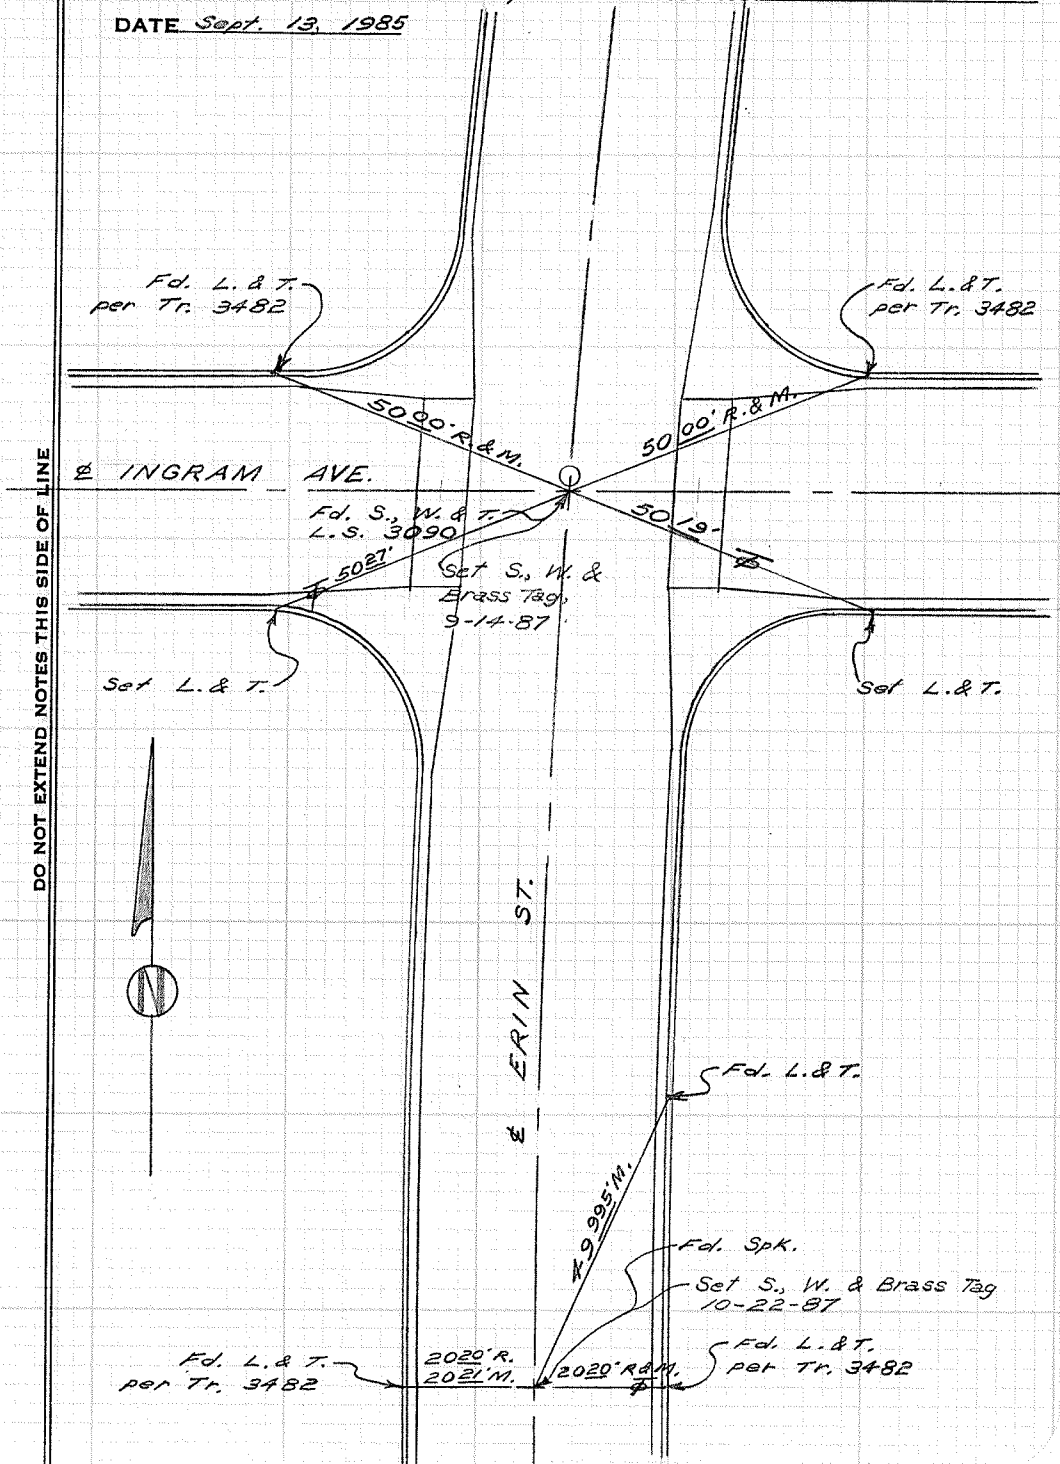 DATE Sept. 13, 1985
Fd. L. & T.
per Tr. 3482
Fd. L. & T.
per Tr. 3482
50.00' R. & M.
50.00' R. & M.
℄ INGRAM AVE.
Fd. S., W. & T.
L.S. 3090
50.19'
50.27'
Set S., W. &
Brass Tag,
9-14-87
Set L. & T.
Set L. & T.
DO NOT EXTEND NOTES THIS SIDE OF LINE
N
℄ ERIN ST.
Fd. L. & T.
49.995' M.
Fd. Spk.
Set S., W. & Brass Tag
10-22-87
Fd. L. & T.
per Tr. 3482
20.20' R.
20.21' M.
20.20' R & M.
Fd. L. & T.
per Tr. 3482